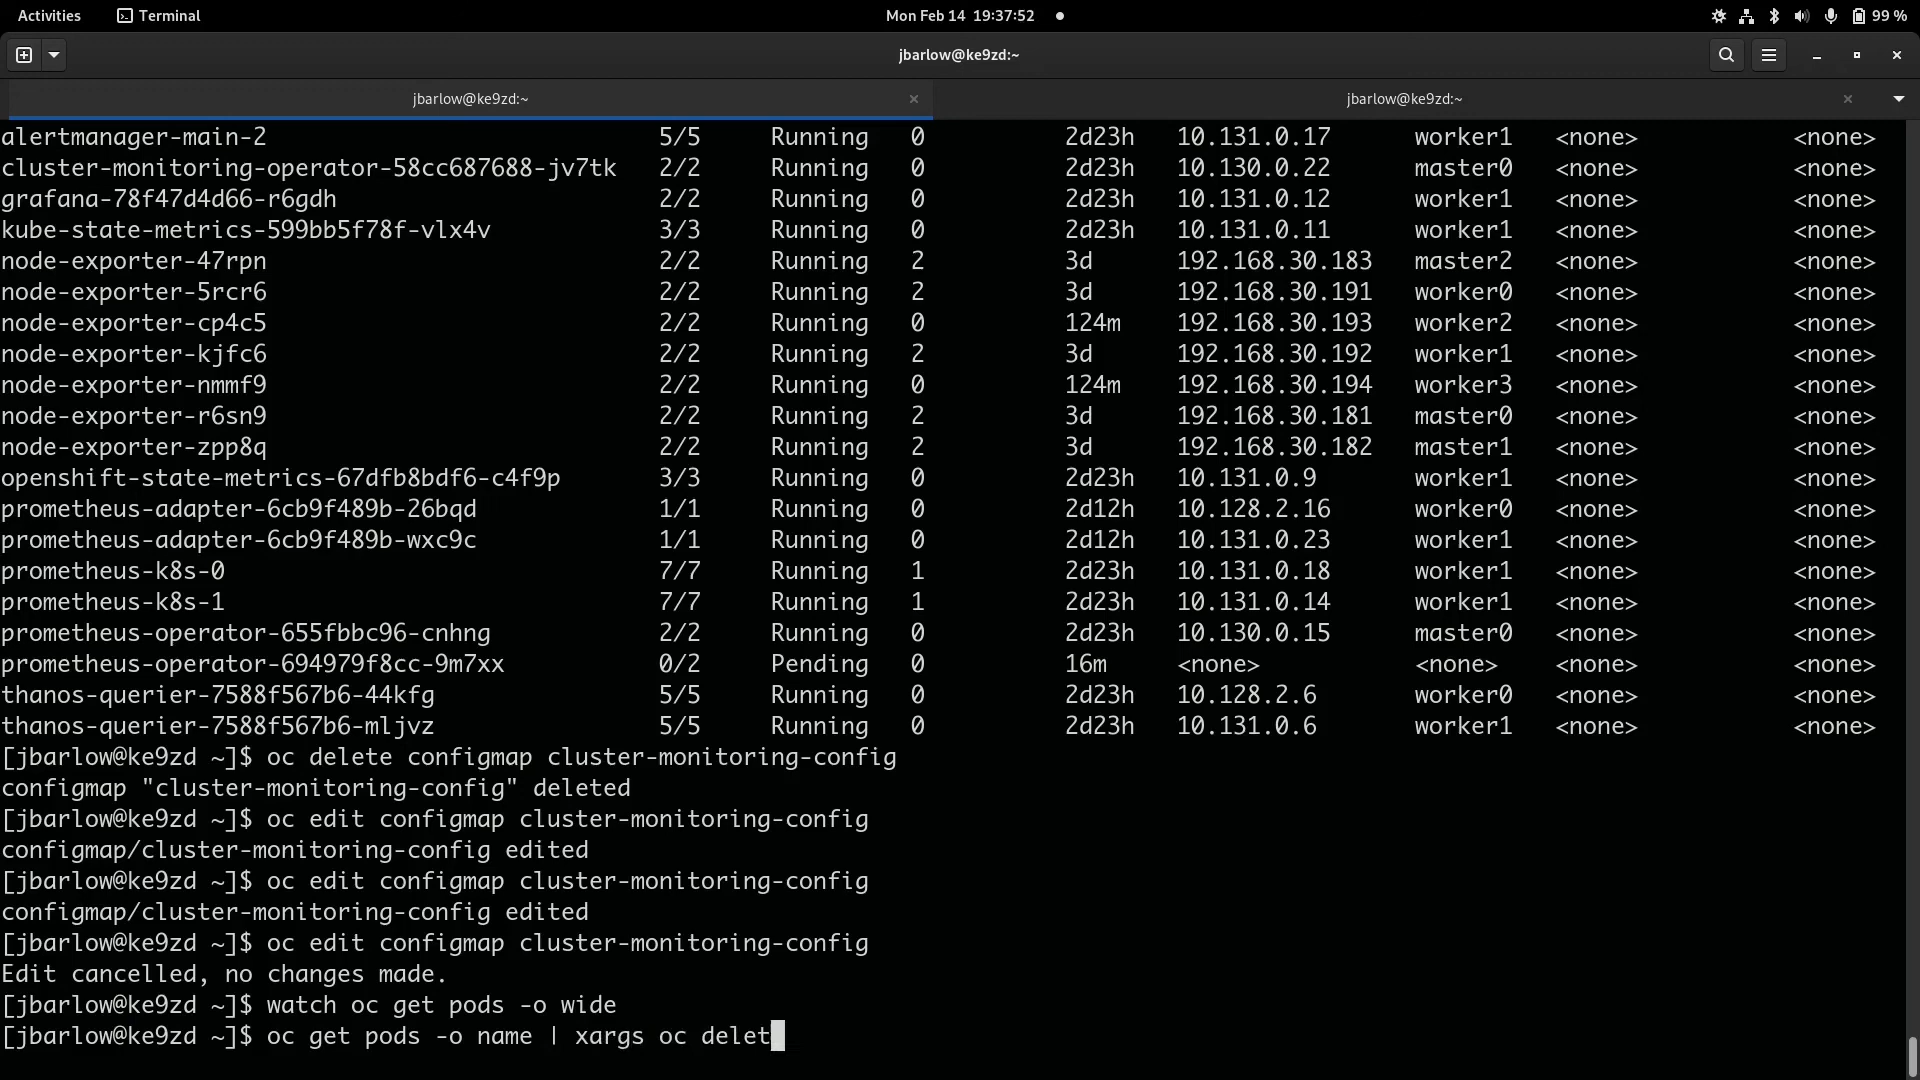 Activities Terminal Mon Feb 14 19:37:52 99 %
jbarlow@ke9zd:~
jbarlow@ke9zd:~ jbarlow@ke9zd:~
alertmanager-main-2 5/5 Running 0 2d23h 10.131.0.17 worker1 <none> <none>
cluster-monitoring-operator-58cc687688-jv7tk 2/2 Running 0 2d23h 10.130.0.22 master0 <none> <none>
grafana-78f47d4d66-r6gdh 2/2 Running 0 2d23h 10.131.0.12 worker1 <none> <none>
kube-state-metrics-599bb5f78f-vlx4v 3/3 Running 0 2d23h 10.131.0.11 worker1 <none> <none>
node-exporter-47rpn 2/2 Running 2 3d 192.168.30.183 master2 <none> <none>
node-exporter-5rcr6 2/2 Running 2 3d 192.168.30.191 worker0 <none> <none>
node-exporter-cp4c5 2/2 Running 0 124m 192.168.30.193 worker2 <none> <none>
node-exporter-kjfc6 2/2 Running 2 3d 192.168.30.192 worker1 <none> <none>
node-exporter-nmmf9 2/2 Running 0 124m 192.168.30.194 worker3 <none> <none>
node-exporter-r6sn9 2/2 Running 2 3d 192.168.30.181 master0 <none> <none>
node-exporter-zpp8q 2/2 Running 2 3d 192.168.30.182 master1 <none> <none>
openshift-state-metrics-67dfb8bdf6-c4f9p 3/3 Running 0 2d23h 10.131.0.9 worker1 <none> <none>
prometheus-adapter-6cb9f489b-26bqd 1/1 Running 0 2d12h 10.128.2.16 worker0 <none> <none>
prometheus-adapter-6cb9f489b-wxc9c 1/1 Running 0 2d12h 10.131.0.23 worker1 <none> <none>
prometheus-k8s-0 7/7 Running 1 2d23h 10.131.0.18 worker1 <none> <none>
prometheus-k8s-1 7/7 Running 1 2d23h 10.131.0.14 worker1 <none> <none>
prometheus-operator-655fbbc96-cnhng 2/2 Running 0 2d23h 10.130.0.15 master0 <none> <none>
prometheus-operator-694979f8cc-9m7xx 0/2 Pending 0 16m <none> <none> <none> <none>
thanos-querier-7588f567b6-44kfg 5/5 Running 0 2d23h 10.128.2.6 worker0 <none> <none>
thanos-querier-7588f567b6-mljvz 5/5 Running 0 2d23h 10.131.0.6 worker1 <none> <none>
[jbarlow@ke9zd ~]$ oc delete configmap cluster-monitoring-config
configmap "cluster-monitoring-config" deleted
[jbarlow@ke9zd ~]$ oc edit configmap cluster-monitoring-config
configmap/cluster-monitoring-config edited
[jbarlow@ke9zd ~]$ oc edit configmap cluster-monitoring-config
configmap/cluster-monitoring-config edited
[jbarlow@ke9zd ~]$ oc edit configmap cluster-monitoring-config
Edit cancelled, no changes made.
[jbarlow@ke9zd ~]$ watch oc get pods -o wide
[jbarlow@ke9zd ~]$ oc get pods -o name | xargs oc delet